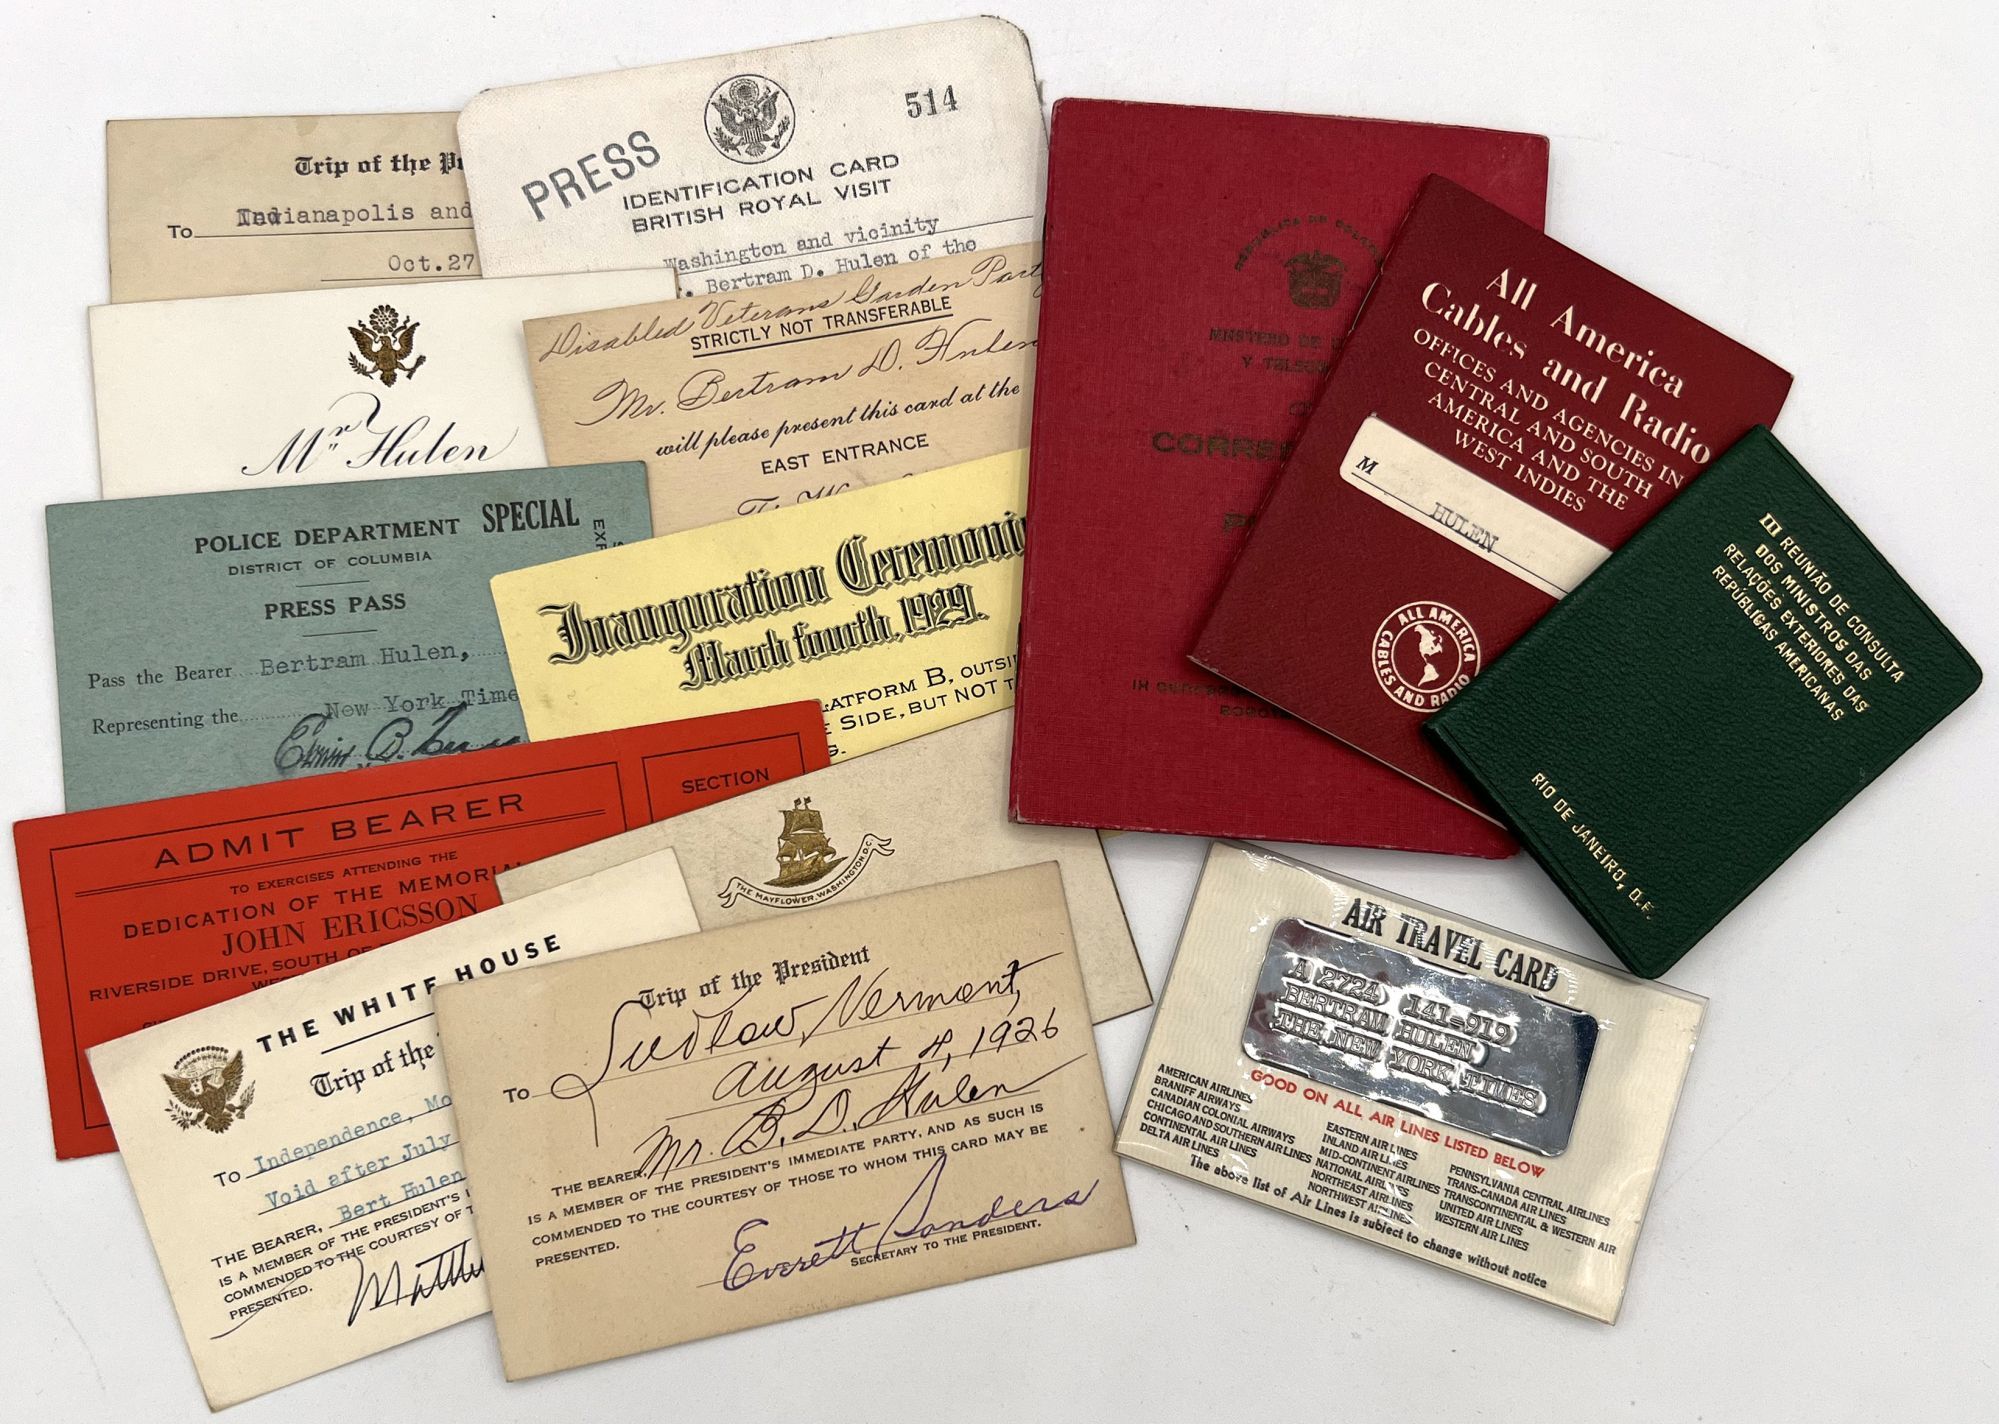 Trip of the
To Indianapolis and
Oct.27
514
PRESS
IDENTIFICATION CARD
BRITISH ROYAL VISIT
Washington and vicinity
Bertram D. Hulen of the
Mr. Hulen
Disabled Veterans Garden Party
STRICTLY NOT TRANSFERABLE
Mr. Bertram D. Hulen
will please present this card at the
EAST ENTRANCE
POLICE DEPARTMENT SPECIAL
DISTRICT OF COLUMBIA
PRESS PASS
Pass the Bearer Bertram Hulen,
Representing the New York Time
Inauguration Ceremonie
March fourth, 1929.
LATFORM B, OUTSI
E SIDE, BUT NOT T
ADMIT BEARER
TO EXERCISES ATTENDING THE
DEDICATION OF THE MEMORIA
JOHN ERICSSON
RIVERSIDE DRIVE, SOUTH OF
SECTION
THE MAYFLOWER. WASHINGTON. D.C.
THE WHITE HOUSE
Trip of the
To Independence, Mo
Void after July
THE BEARER, Bert Hulen
IS A MEMBER OF THE PRESIDENT'S I
COMMENDED TO THE COURTESY OF T
PRESENTED.
Matthe
Trip of the President
To Ludlow, Vermont,
August 4, 1926
Mr. B. D. Hulen
THE BEARER,
IS A MEMBER OF THE PRESIDENT'S IMMEDIATE PARTY, AND AS SUCH IS
COMMENDED TO THE COURTESY OF THOSE TO WHOM THIS CARD MAY BE
PRESENTED.
Everett Sanders
SECRETARY TO THE PRESIDENT.
REPUBLICA DE COLO
Y TELE
CORRE
BOGOTA
All America
Cables and Radio
OFFICES AND AGENCIES IN
CENTRAL AND SOUTH
AMERICA AND THE
WEST INDIES
M HULEN
ALL AMERICA
CABLES AND RADIO
III REUNIÃO DE CONSULTA
DOS MINISTROS DAS
RELAÇÕES EXTERIORES DAS
REPÚBLICAS AMERICANAS
RIO DE JANEIRO, D.F.
AIR TRAVEL CARD
A (2724) 141-919
BERTRAM HULEN
THE NEW YORK TIMES
GOOD ON ALL AIR LINES LISTED BELOW
AMERICAN AIRLINES
BRANIFF AIRWAYS
CANADIAN COLONIAL AIRWAYS
CHICAGO AND SOUTHERN AIR LINES
CONTINENTAL AIR LINES
DELTA AIR LINES
EASTERN AIR LINES
INLAND AIR LINES
MID-CONTINENT AIRLINES
NATIONAL AIRLINES
NORTHEAST AIRLINES
NORTHWEST AIRLINES
PENNSYLVANIA CENTRAL AIRLINES
TRANS-CANADA AIR LINES
TRANSCONTINENTAL & WESTERN AIR
UNITED AIR LINES
WESTERN AIR LINES
The above list of Air Lines is subject to change without notice